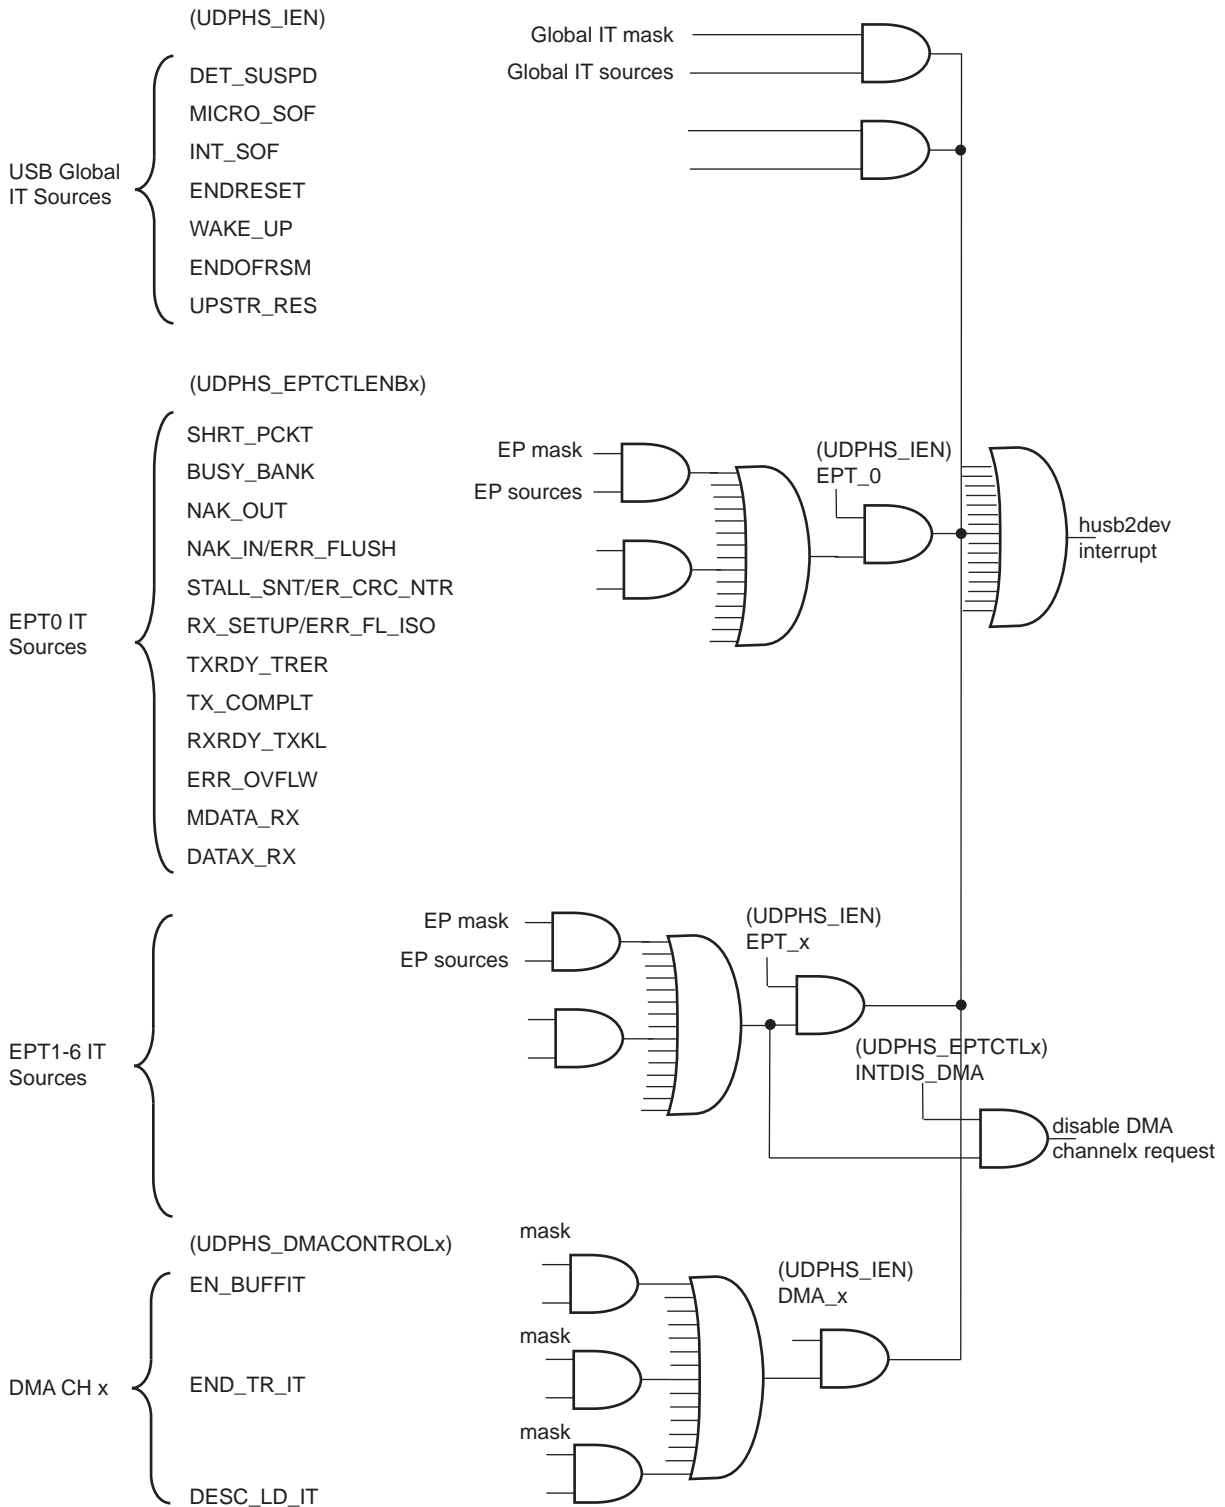 (UDPHS_IEN)
Global IT mask
Global IT sources
DET_SUSPD
MICRO_SOF
INT_SOF
ENDRESET
WAKE_UP
ENDOFRSM
UPSTR_RES
USB Global
IT Sources
(UDPHS_EPTCTLENBx)
SHRT_PCKT
BUSY_BANK
NAK_OUT
NAK_IN/ERR_FLUSH
STALL_SNT/ER_CRC_NTR
RX_SETUP/ERR_FL_ISO
TXRDY_TRER
TX_COMPLT
RXRDY_TXKL
ERR_OVFLW
MDATA_RX
DATAX_RX
EPT0 IT
Sources
EP mask
EP sources
(UDPHS_IEN)
EPT_0
husb2dev
interrupt
EP mask
EP sources
(UDPHS_IEN)
EPT_x
EPT1-6 IT
Sources
(UDPHS_EPTCTLx)
INTDIS_DMA
disable DMA
channelx request
(UDPHS_DMACONTROLx)
mask
EN_BUFFIT
(UDPHS_IEN)
DMA_x
mask
DMA CH x
END_TR_IT
mask
DESC_LD_IT